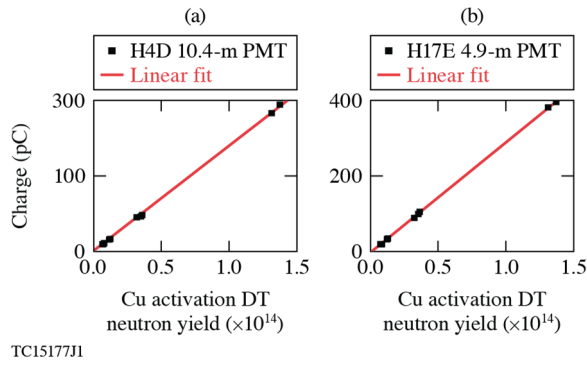 (a)
H4D 10.4-m PMT
Linear fit
Charge (pC)
300
100
0
0.0 0.5 1.0 1.5
Cu activation DT
neutron yield (×10¹⁴)
(b)
H17E 4.9-m PMT
Linear fit
400
200
0
0.0 0.5 1.0 1.5
Cu activation DT
neutron yield (×10¹⁴)
TC15177J1